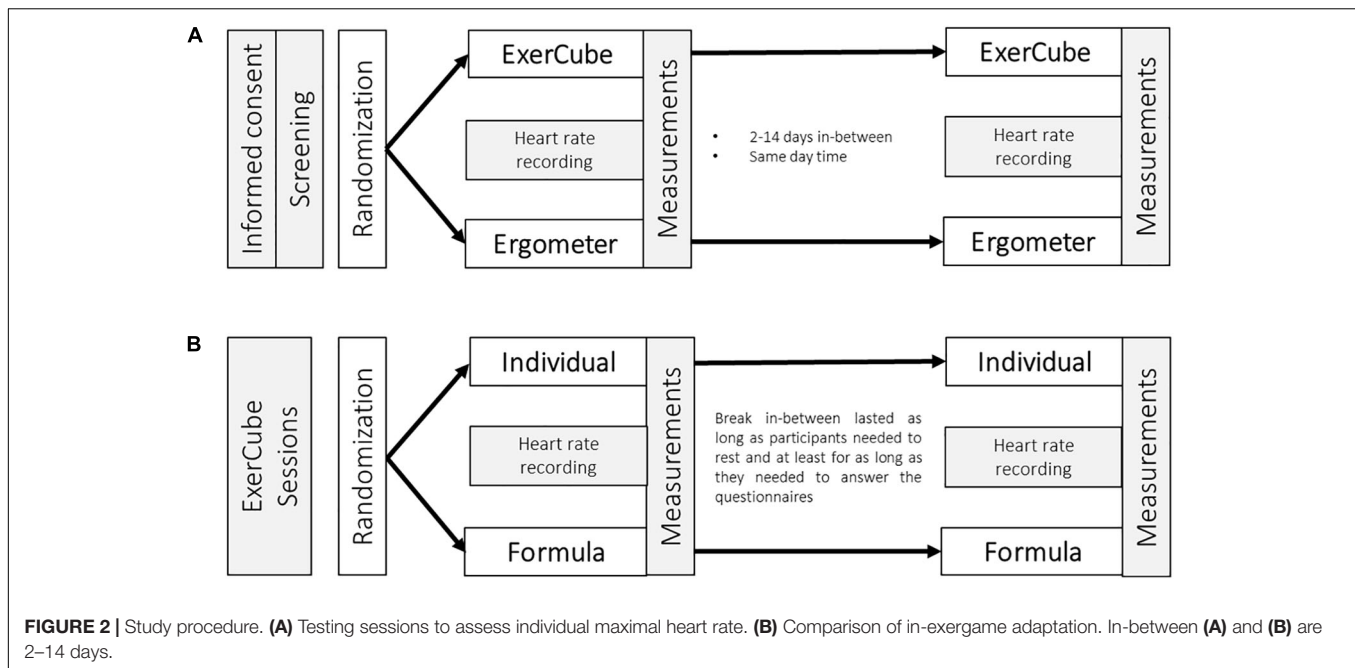 A
Informed consent
Screening
Randomization
ExerCube
Heart rate
recording
Ergometer
Measurements
• 2-14 days in-between
• Same day time
ExerCube
Heart rate
recording
Ergometer
Measurements
B
ExerCube
Sessions
Randomization
Individual
Heart rate
recording
Formula
Measurements
Break in-between lasted as
long as participants needed to
rest and at least for as long as
they needed to answer the
questionnaires
Individual
Heart rate
recording
Formula
Measurements
FIGURE 2 | Study procedure. (A) Testing sessions to assess individual maximal heart rate. (B) Comparison of in-exergame adaptation. In-between (A) and (B) are
2–14 days.